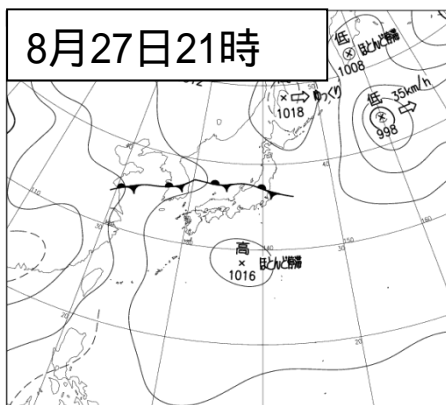 8月27日21時
低
ほとんど停滞
1008
ゆっくり
1018
低
35km/h
998
高
1016
ほとんど停滞